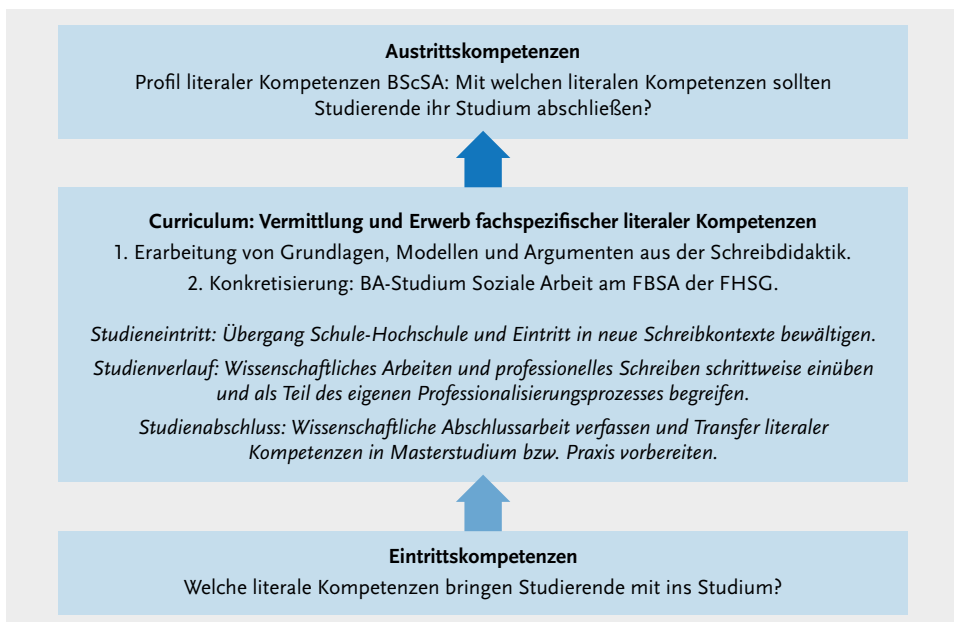 Austrittskompetenzen
Profil literaler Kompetenzen BScSA: Mit welchen literalen Kompetenzen sollten
Studierende ihr Studium abschließen?
Curriculum: Vermittlung und Erwerb fachspezifischer literaler Kompetenzen
1. Erarbeitung von Grundlagen, Modellen und Argumenten aus der Schreibdidaktik.
2. Konkretisierung: BA-Studium Soziale Arbeit am FBSA der FHSG.
Studieneintritt: Übergang Schule-Hochschule und Eintritt in neue Schreibkontexte bewältigen.
Studienverlauf: Wissenschaftliches Arbeiten und professionelles Schreiben schrittweise einüben
und als Teil des eigenen Professionalisierungsprozesses begreifen.
Studienabschluss: Wissenschaftliche Abschlussarbeit verfassen und Transfer literaler
Kompetenzen in Masterstudium bzw. Praxis vorbereiten.
Eintrittskompetenzen
Welche literale Kompetenzen bringen Studierende mit ins Studium?